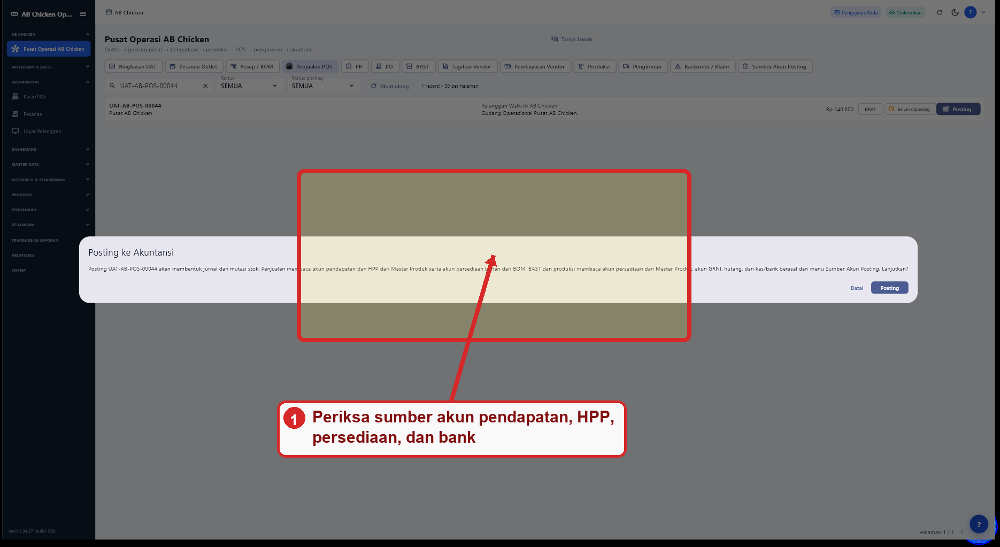 AB Chicken Op...
AB Chicken
Pengajuan Anda
Sinkronkan
?
AB CHICKEN
Pusat Operasi AB Chicken
INVENTORY & SALES
OPERASIONAL
Kasir/POS
Pesanan
Layar Pelanggan
DASHBOARD
MASTER DATA
DISTRIBUSI & PENGIRIMAN
PRODUKSI
PENGADAAN
KEUANGAN
TRANSAKSI & LAPORAN
AKUNTANSI
SISTEM
Versi 1.34.27 (build 190)
Pusat Operasi AB Chicken
Outlet → gudang pusat → pengadaan → produksi → POS → pengiriman → akuntansi
Tanya Jawab
Ringkasan UAT
Pesanan Outlet
Resep / BOM
Penjualan POS
PR
PO
BAST
Tagihan Vendor
Pembayaran Vendor
Produksi
Pengiriman
Backorder / Klaim
Sumber Akun Posting
UAT-AB-POS-00044
Status
SEMUA
Status posting
SEMUA
Muat ulang
1 record • 50 per halaman
UAT-AB-POS-00044
Pusat AB Chicken
Pelanggan Walk-In AB Chicken
Gudang Operasional Pusat AB Chicken
Rp 140.000
DRAF
Belum diposting
Posting
Posting ke Akuntansi
Posting UAT-AB-POS-00044 akan membentuk jurnal dan mutasi stok. Penjualan membaca akun pendapatan dan HPP dari Master Produk serta akun persediaan bahan dari BOM. BAST dan produksi membaca akun persediaan dari Master Produk; akun GRNI, hutang, dan kas/bank berasal dari menu Sumber Akun Posting. Lanjutkan?
Batal
Posting
1 Periksa sumber akun pendapatan, HPP,
persediaan, dan bank
Halaman 1 / 1
?